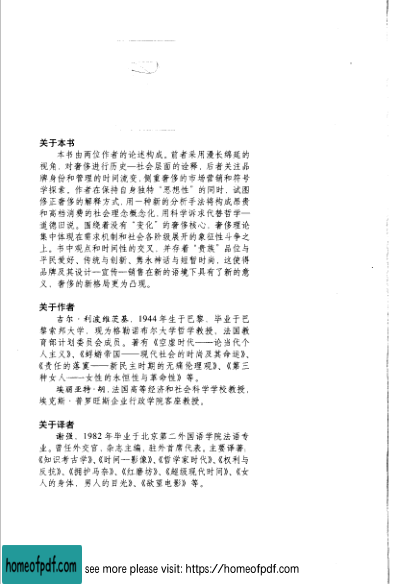 关于本书
本书由两位作者的论述构成。前者采用漫长绵延的
视角，对奢侈进行历史—社会层面的诠释，后者关注品
牌身份和管理的时间流变，侧重奢侈的市场营销和符号
学探索。作者在保持自身独特“思想性”的同时，试图
修正奢侈的解释方式，用一种新的分析手法将构成昂贵
和高档消费的社会理念概念化，用科学诉求代替哲学—
道德旧说。围绕着没有“变化”的奢侈核心，奢侈理论
集中体现在需求机制和社会各阶级展开的象征性斗争之
上。书中观点和时间性的交叉，并存着“贵族”品位与
平民爱好、传统与创新、隽永神话与短暂时尚，这使得
品牌及其设计—宣传—销售在新的语境下具有了新的意
义，奢侈的新格局更为凸现。
关于作者
吉尔·利波维茨基，1944年生于巴黎，毕业于巴
黎索邦大学，现为格勒诺布尔大学哲学教授，法国教
育部计划委员会成员。著有《空虚时代——论当代个
人主义》、《蜉蝣帝国——现代社会的时尚及其命运》、
《责任的落寞——新民主时期的无痛伦理观》、《第三
种女人——女性的永恒性与革命性》等。
埃丽亚特·胡，法国高等经济和社会科学学校教授，
埃克斯·普罗旺斯企业行政学院客座教授。
关于译者
谢强，1982年毕业于北京第二外国语学院法语专
业。曾任外交官，杂志主编，驻外首席代表。主要译著：
《知识考古学》、《时间—影像》、《哲学家时代》、《权利与
反抗》、《拥护马奈》、《红磨坊》、《超级现代时间》、《女
人的身体，男人的目光》、《欲望电影》等。
homeofpdf.com
see more please visit: https://homeofpdf.com